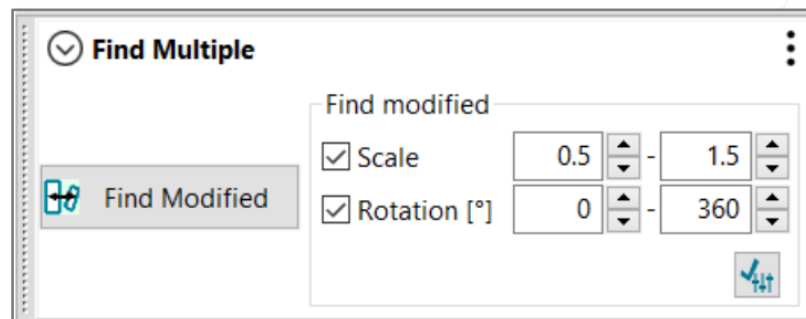 Find Multiple
Find modified
Scale 0.5 - 1.5
Find Modified
Rotation [°] 0 - 360